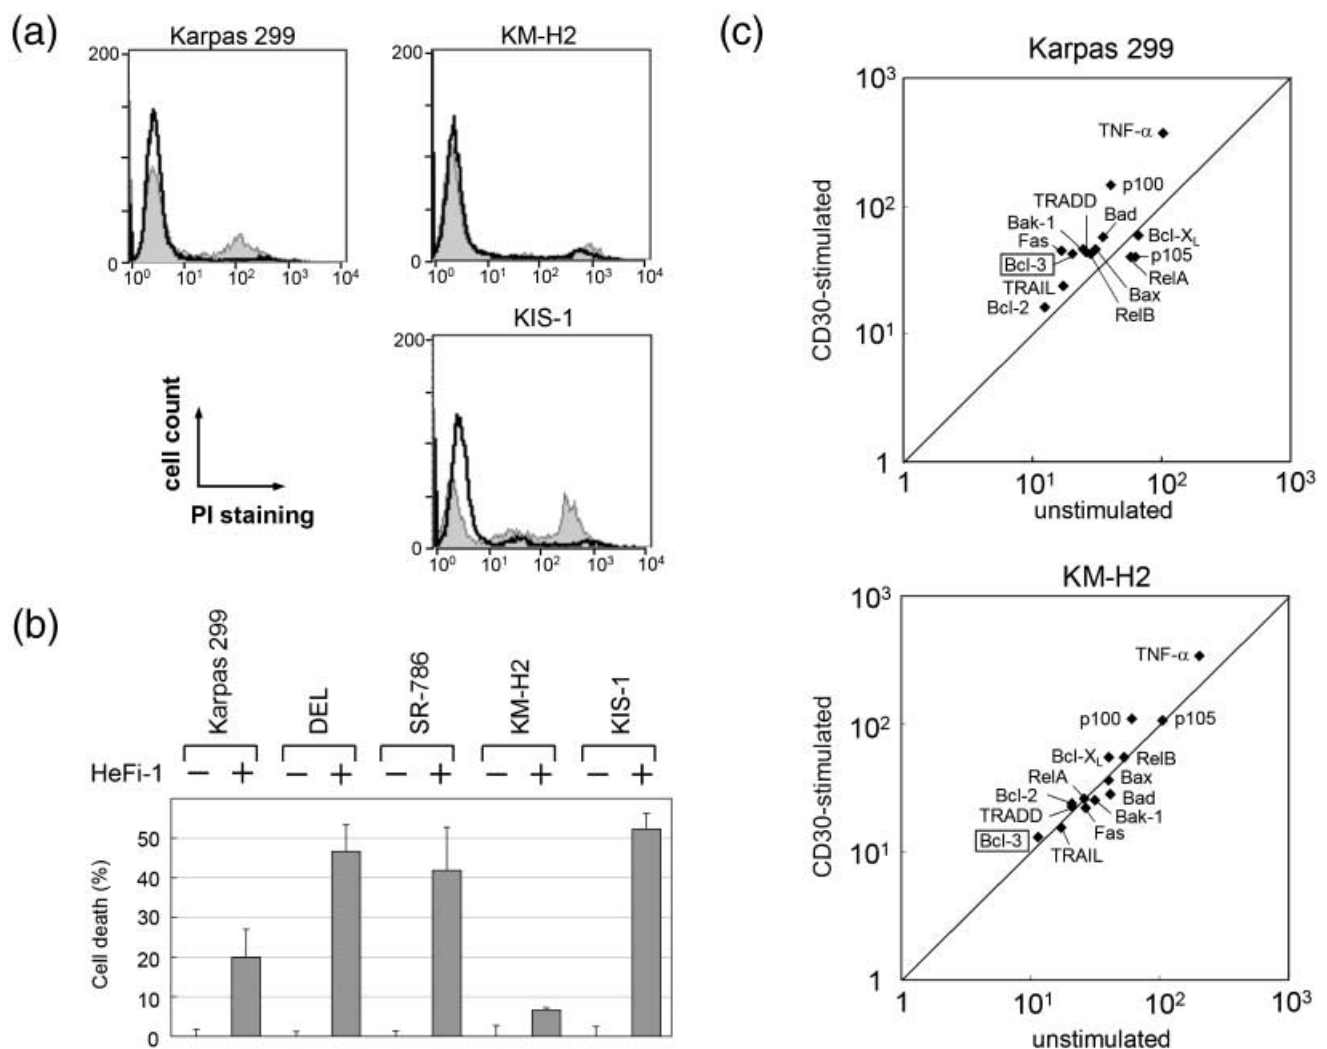 (a)
Karpas 299
200
0
10⁰ 10¹ 10² 10³ 10⁴
KM-H2
200
0
10⁰ 10¹ 10² 10³ 10⁴
KIS-1
200
0
10⁰ 10¹ 10² 10³ 10⁴
cell count
PI staining
(b)
Karpas 299
DEL
SR-786
KM-H2
KIS-1
HeFi-1 − + − + − + − + − +
Cell death (%)
50
40
30
20
10
0
(c)
Karpas 299
10³
10²
10¹
1
CD30-stimulated
TNF-α
p100
TRADD
Bad
Bak-1
Fas
Bcl-X_L
Bcl-3
p105
RelA
TRAIL
Bax
Bcl-2
RelB
1 10¹ 10² 10³
unstimulated
KM-H2
10³
10²
10¹
1
CD30-stimulated
TNF-α
p100
p105
Bcl-X_L
RelB
RelA
Bax
Bcl-2
Bad
TRADD
Bak-1
Bcl-3
Fas
TRAIL
1 10¹ 10² 10³
unstimulated